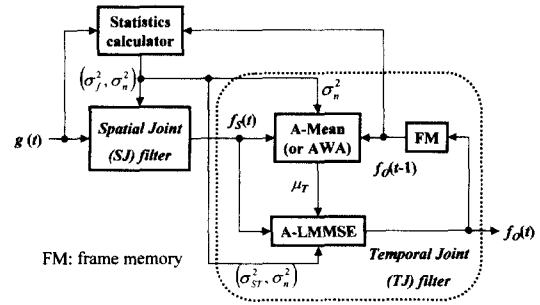 Statistics
calculator
(σ_f^2, σ_n^2)
σ_n^2
g (t)
Spatial Joint
(SJ) filter
f_S(t)
A-Mean
(or AWA)
FM
f_O(t-1)
μ_T
A-LMMSE
f_O(t)
FM: frame memory
(σ_ST^2, σ_n^2)
Temporal Joint
(TJ) filter